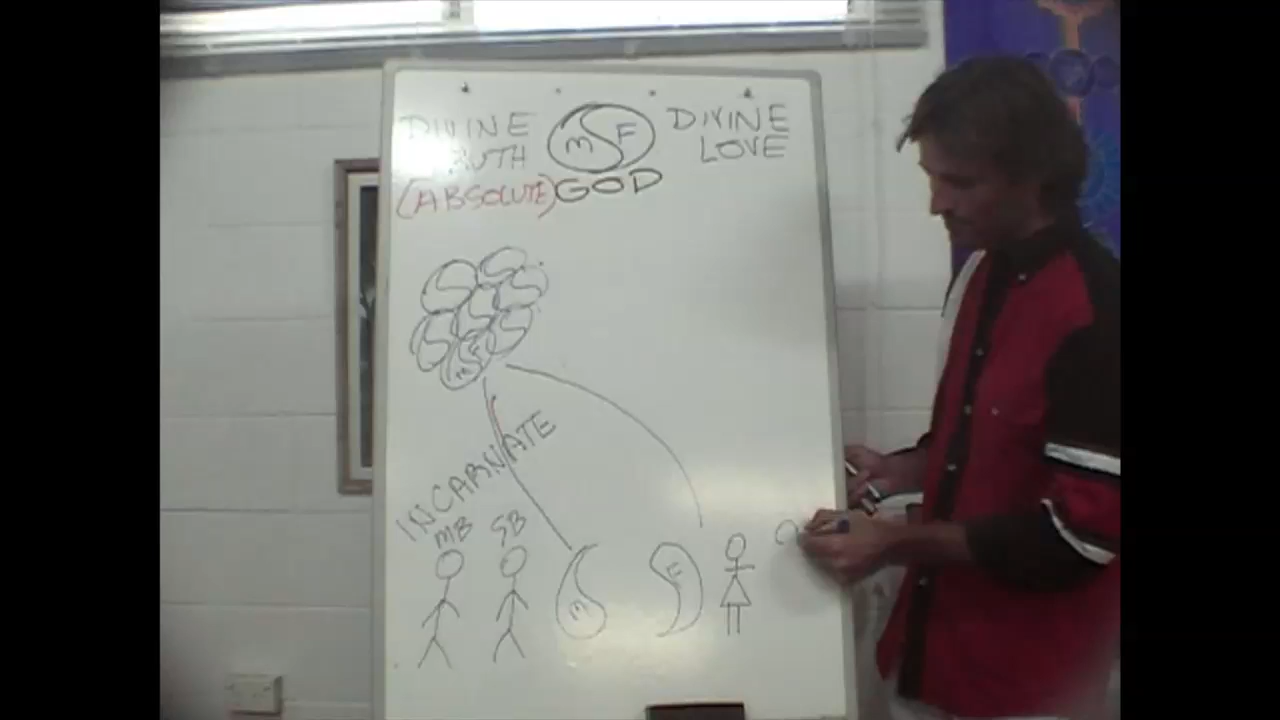 DIVINE
TRUTH
(ABSOLUTE)
M F
GOD
DIVINE
LOVE
M F
INCARNATE
MB
SB
M
F